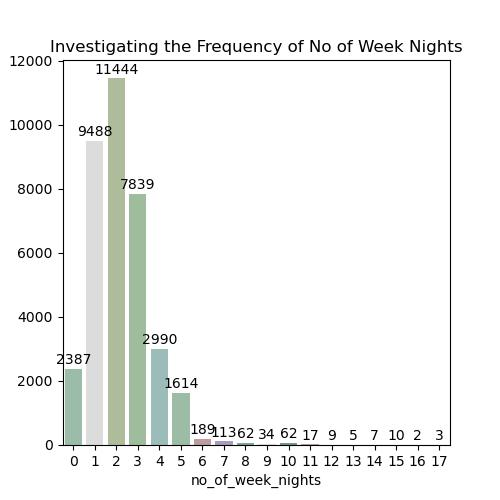 Investigating the Frequency of No of Week Nights
12000
10000
8000
6000
4000
2000
0
2387 9488 11444 7839 2990 1614 189 113 62 34 62 17 9 5 7 10 2 3
0 1 2 3 4 5 6 7 8 9 10 11 12 13 14 15 16 17
no_of_week_nights